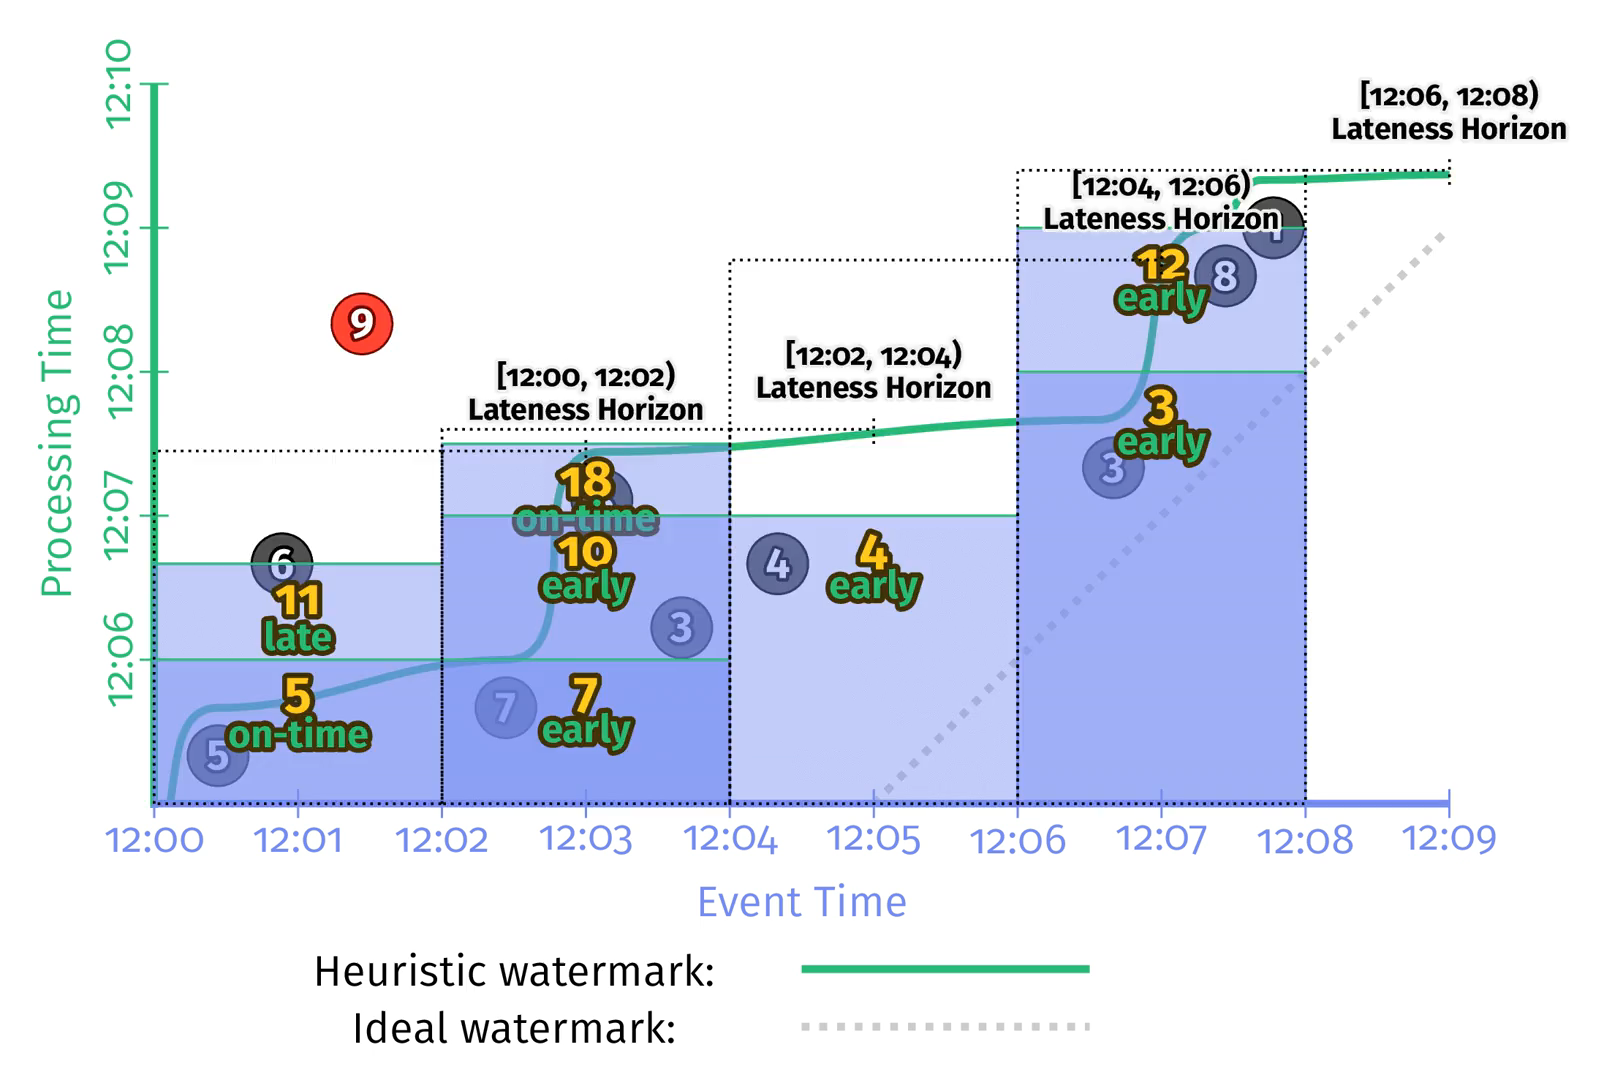 12:10
12:09
12:08
12:07
12:06
Processing Time
[12:06, 12:08)
Lateness Horizon
[12:04, 12:06)
Lateness Horizon
12
early
8
9
[12:02, 12:04)
Lateness Horizon
[12:00, 12:02)
Lateness Horizon
3
early
3
18
on-time
10
early
4
4
early
6
11
late
3
5
on-time
5
7
7
early
12:00
12:01
12:02
12:03
12:04
12:05
12:06
12:07
12:08
12:09
Event Time
Heuristic watermark:
Ideal watermark: